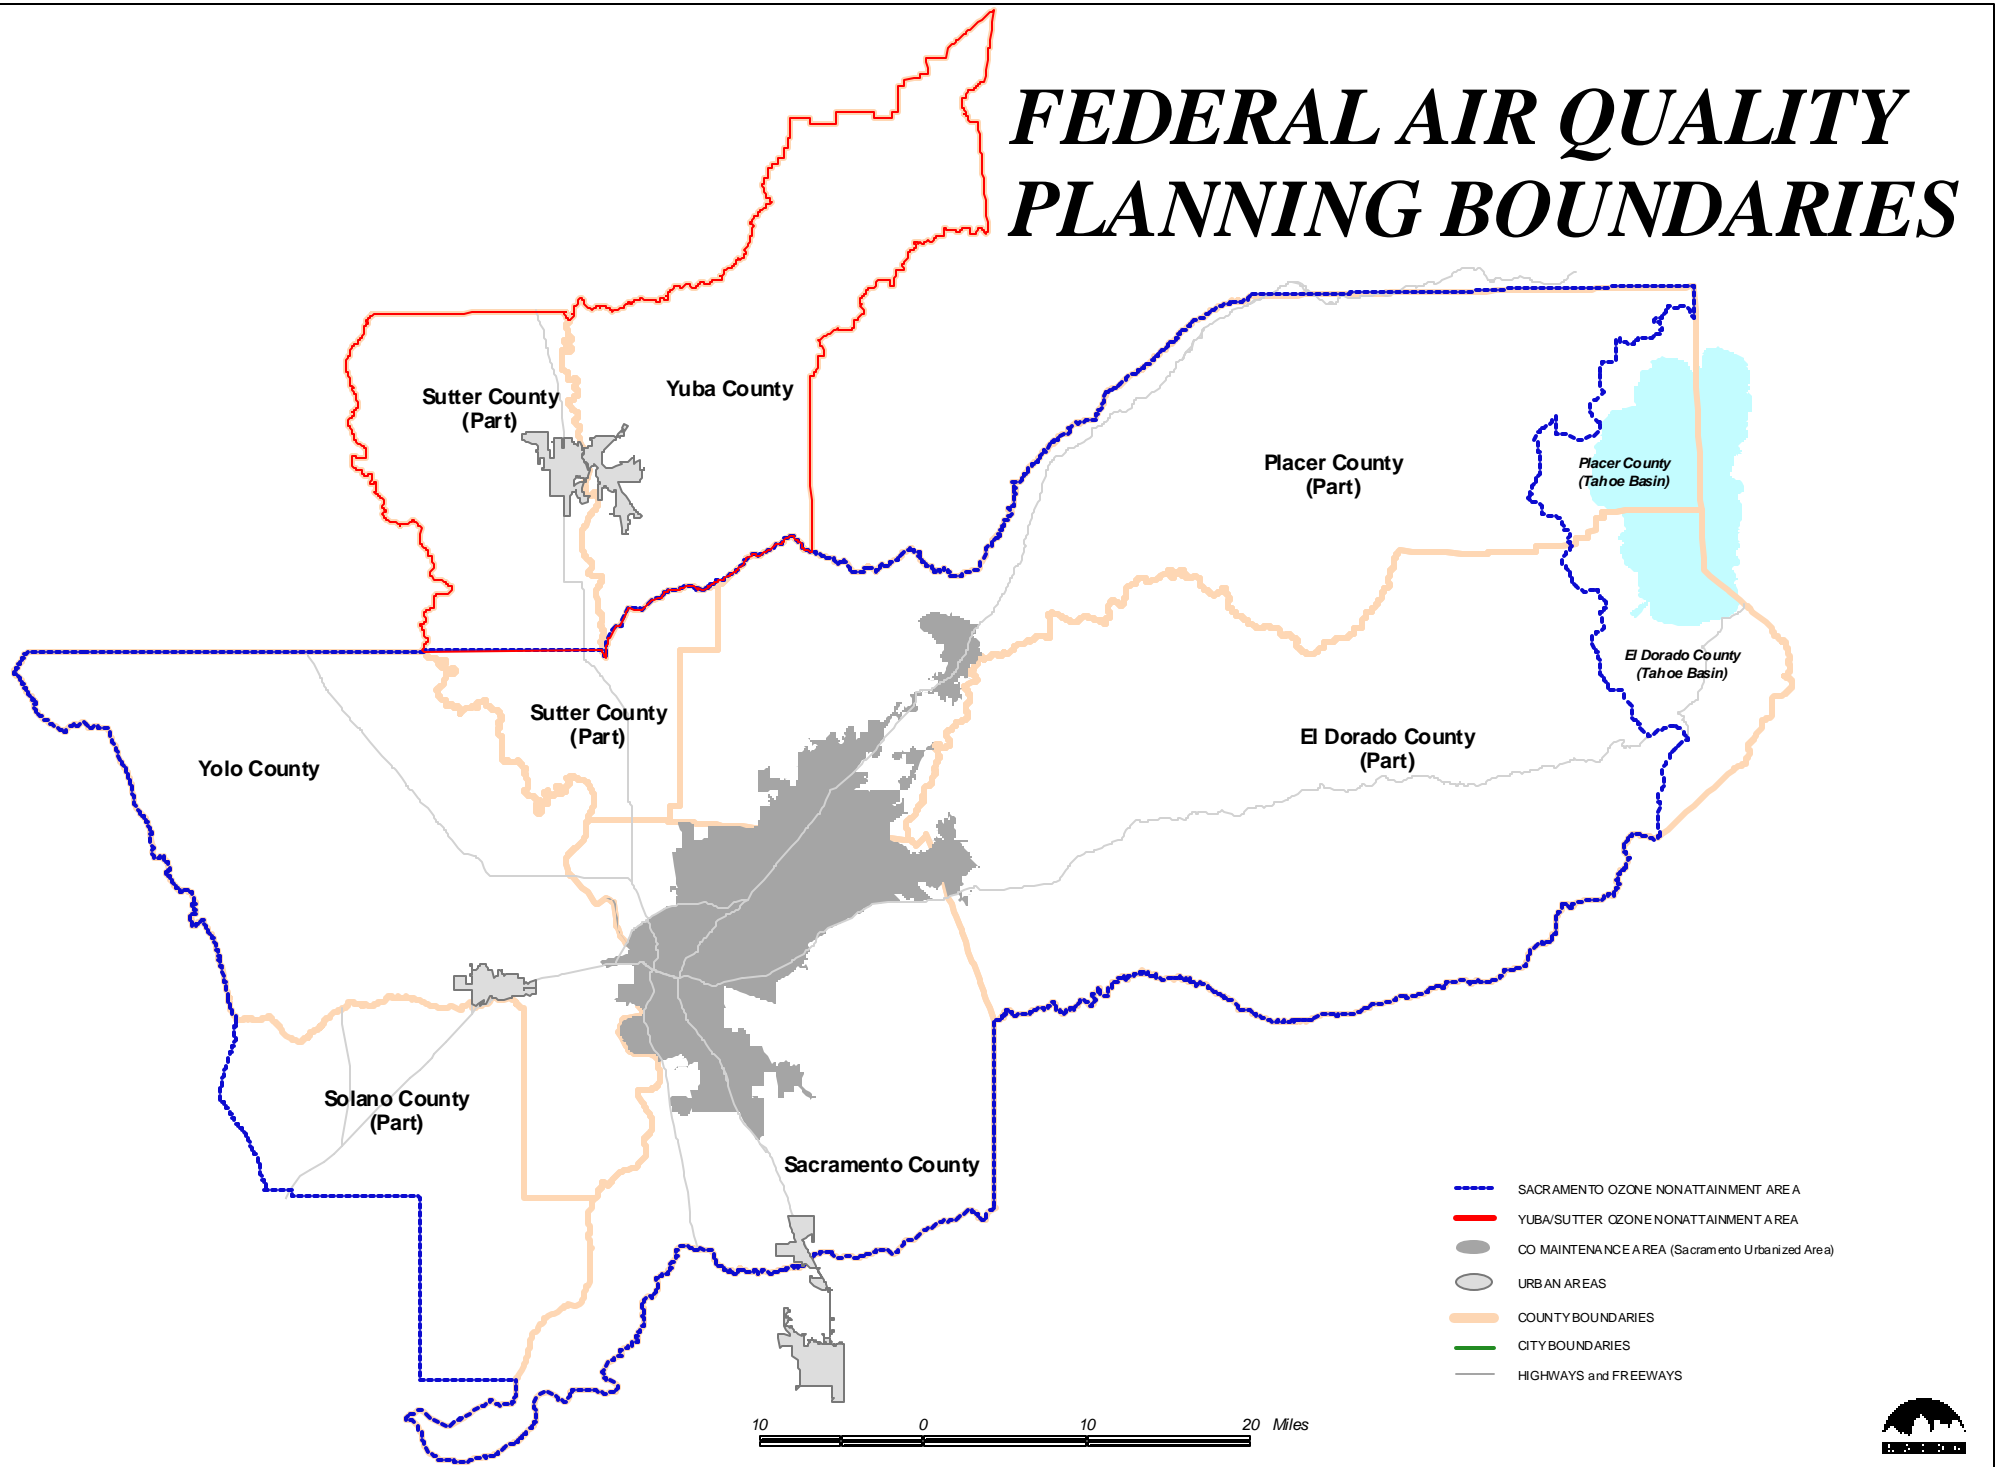 FEDERAL AIR QUALITY
PLANNING BOUNDARIES
Sutter County
(Part)
Yuba County
Placer County
(Part)
Placer County
(Tahoe Basin)
El Dorado County
(Tahoe Basin)
Sutter County
(Part)
Yolo County
El Dorado County
(Part)
Solano County
(Part)
Sacramento County
SACRAMENTO OZONE NONATTAINMENT AREA
YUBA/SUTTER OZONE NONATTAINMENT AREA
CO MAINTENANCE AREA (Sacramento Urbanized Area)
URBAN AREAS
COUNTY BOUNDARIES
CITY BOUNDARIES
HIGHWAYS and FREEWAYS
10 0 10 20 Miles